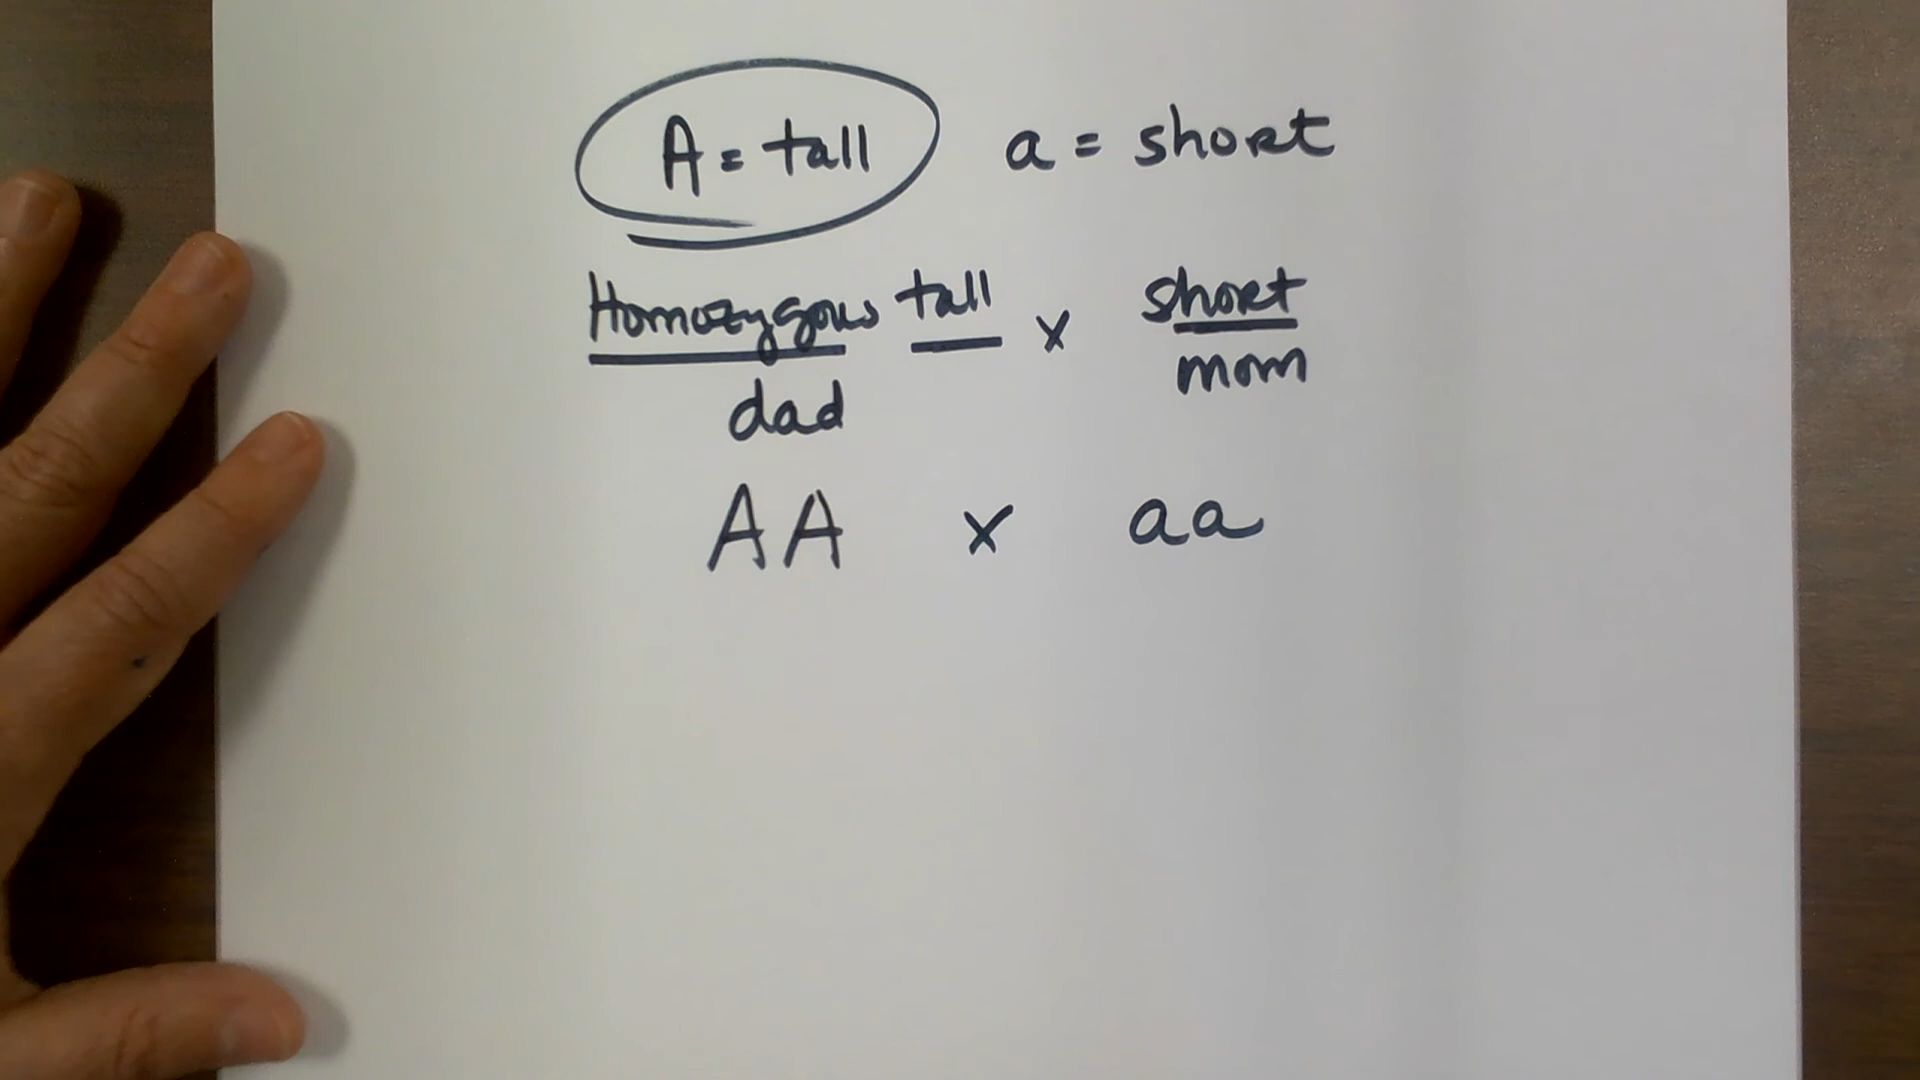 A = tall a = short
Homozygous tall x short
dad mom
AA x aa